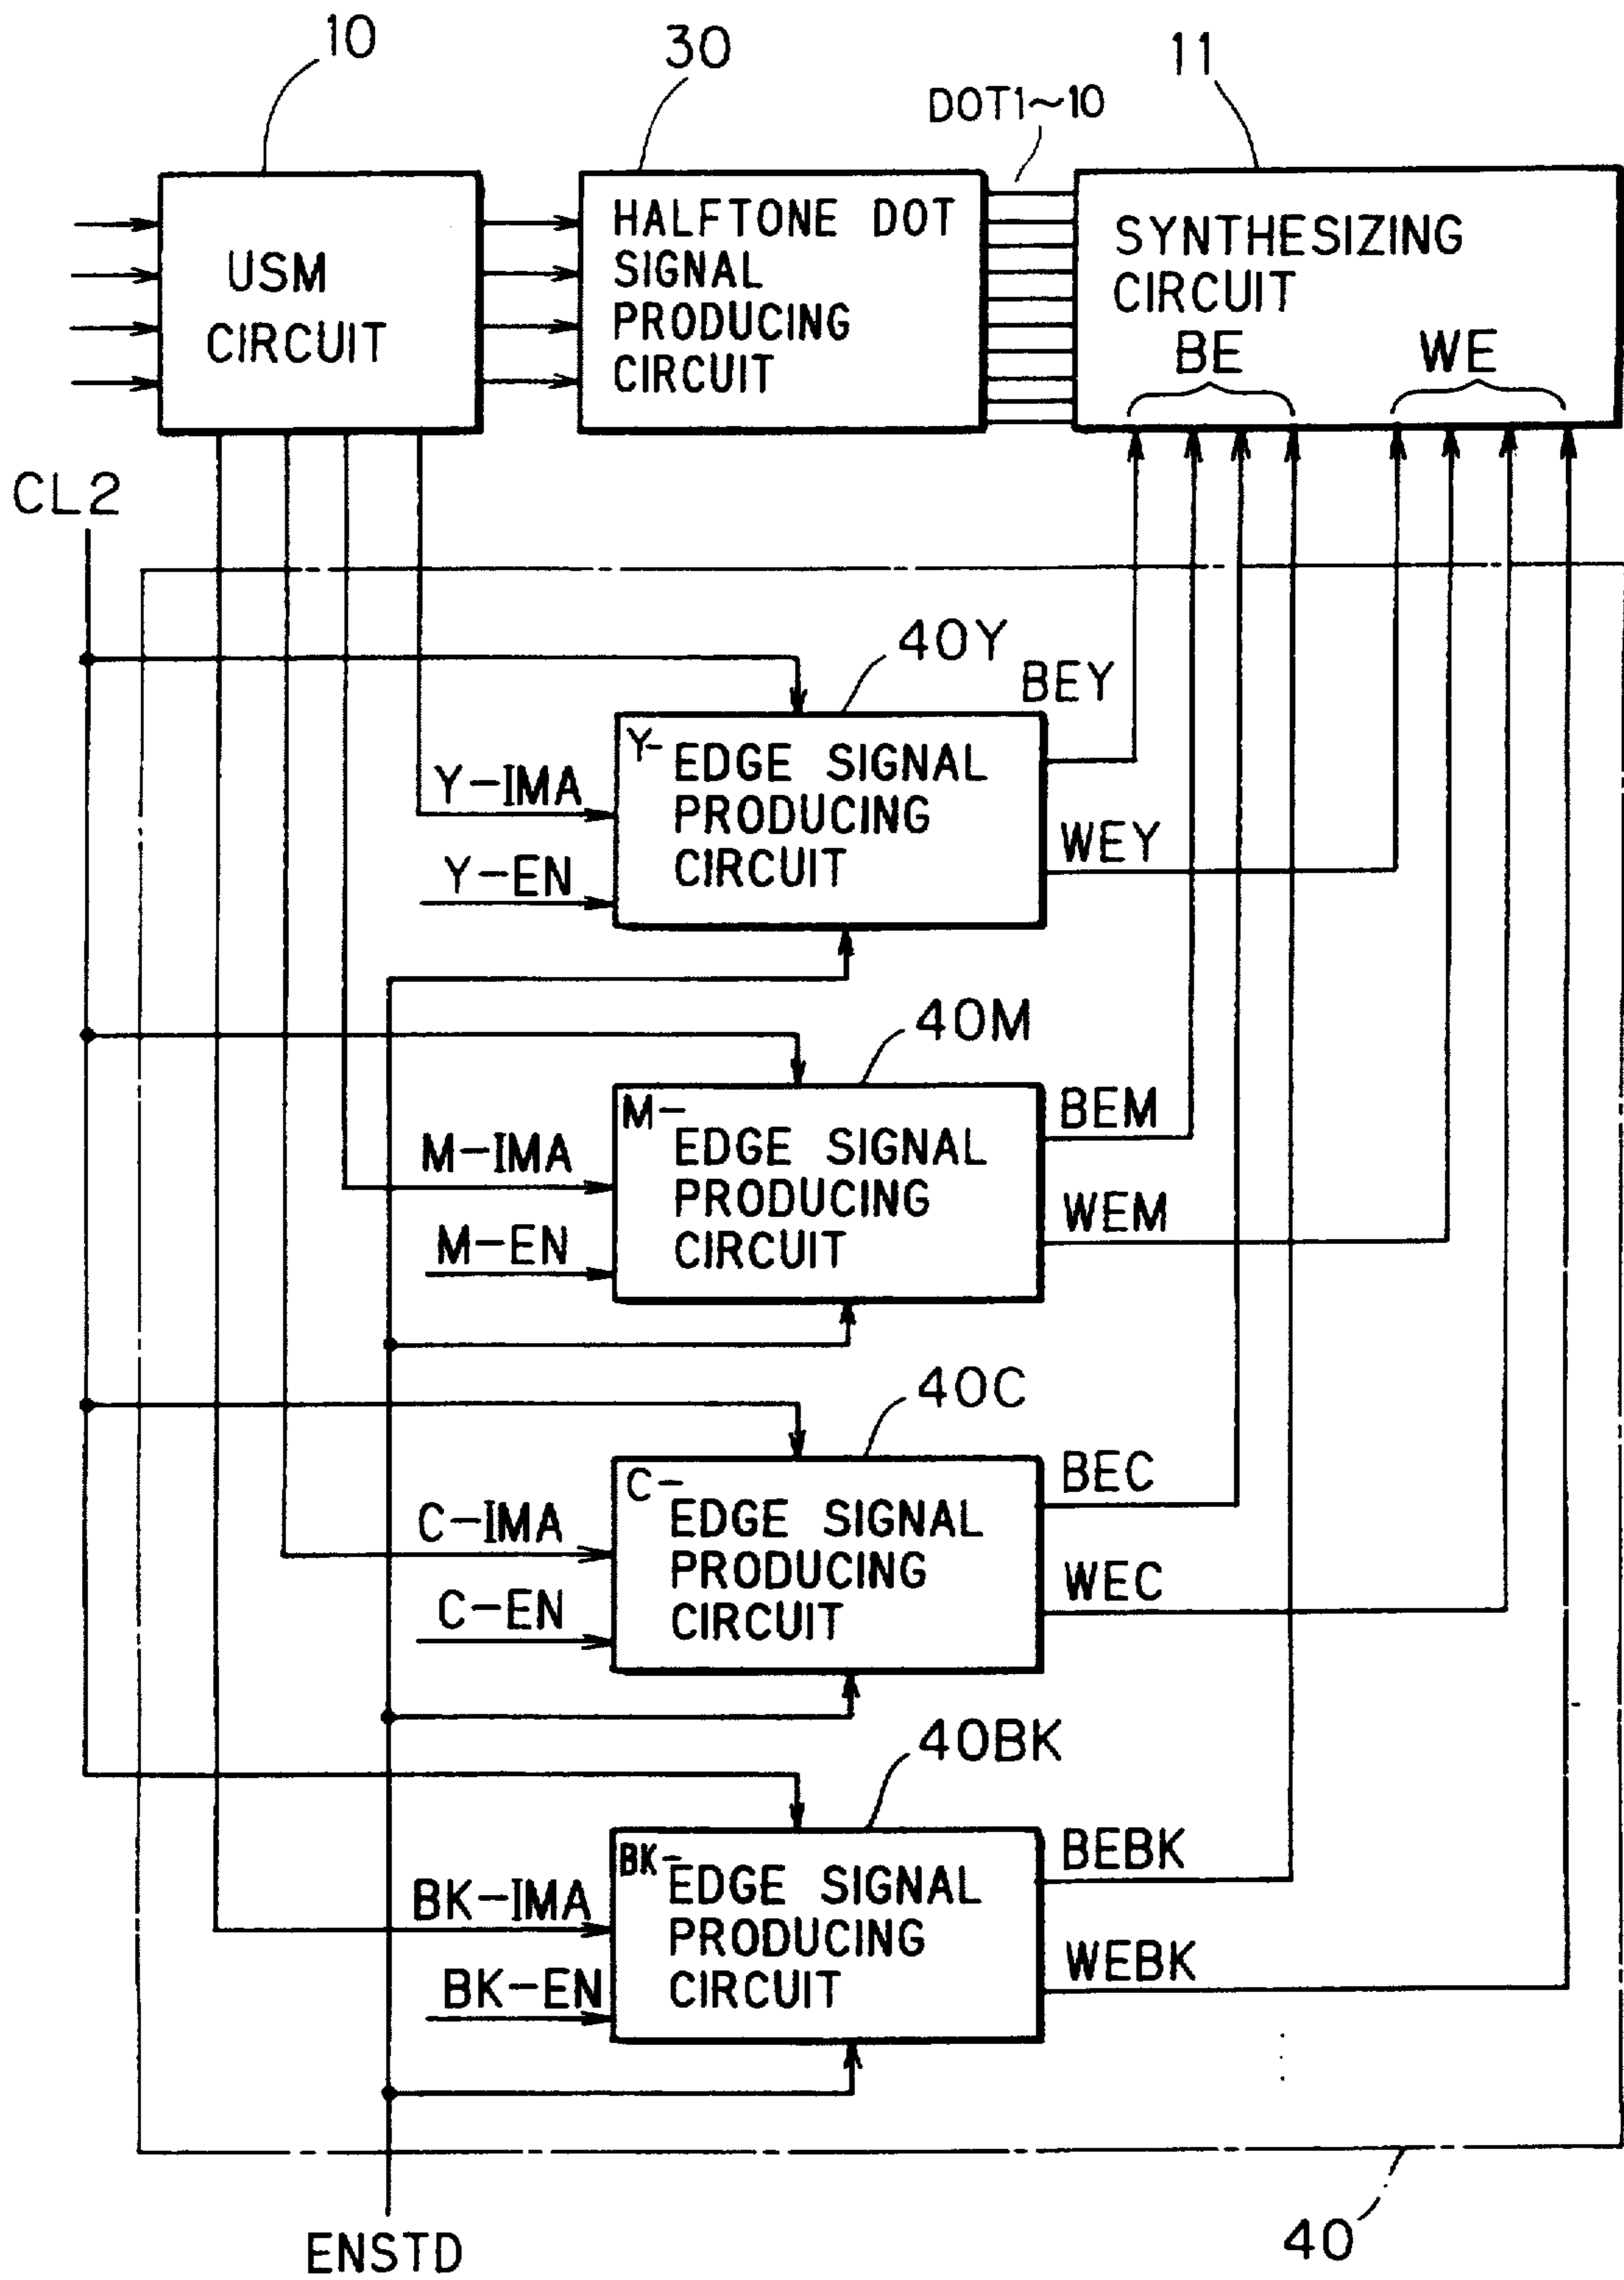 10
30
11
DOT1~10
USM
CIRCUIT
HALFTONE DOT
SIGNAL
PRODUCING
CIRCUIT
SYNTHESIZING
CIRCUIT
BE
WE
CL2
40Y
BEY
Y-
EDGE SIGNAL
PRODUCING
CIRCUIT
Y-IMA
Y-EN
WEY
40M
M-
EDGE SIGNAL
PRODUCING
CIRCUIT
M-IMA
M-EN
BEM
WEM
40C
C-
EDGE SIGNAL
PRODUCING
CIRCUIT
C-IMA
C-EN
BEC
WEC
40BK
BK-
EDGE SIGNAL
PRODUCING
CIRCUIT
BK-IMA
BK-EN
BEBK
WEBK
40
ENSTD